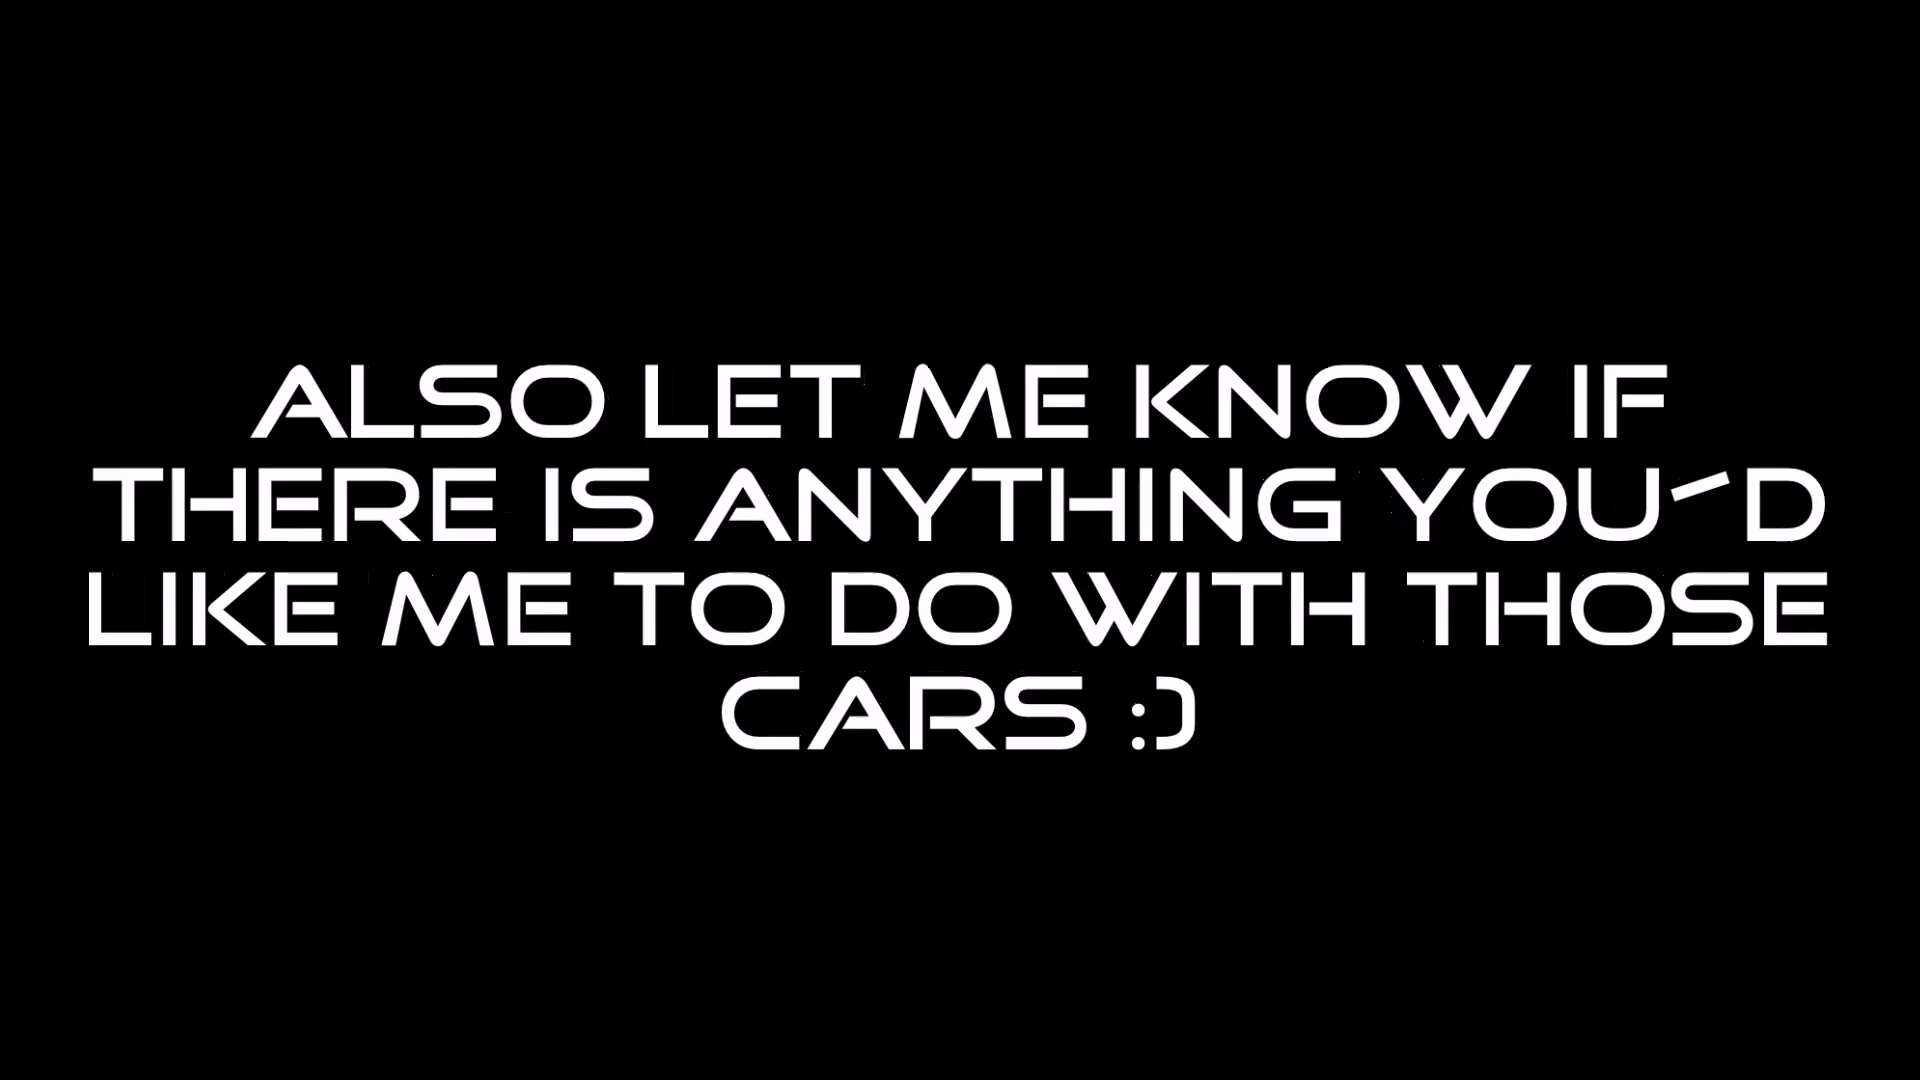 ALSO LET ME KNOW IF
THERE IS ANYTHING YOU´D
LIKE ME TO DO WITH THOSE
CARS :)